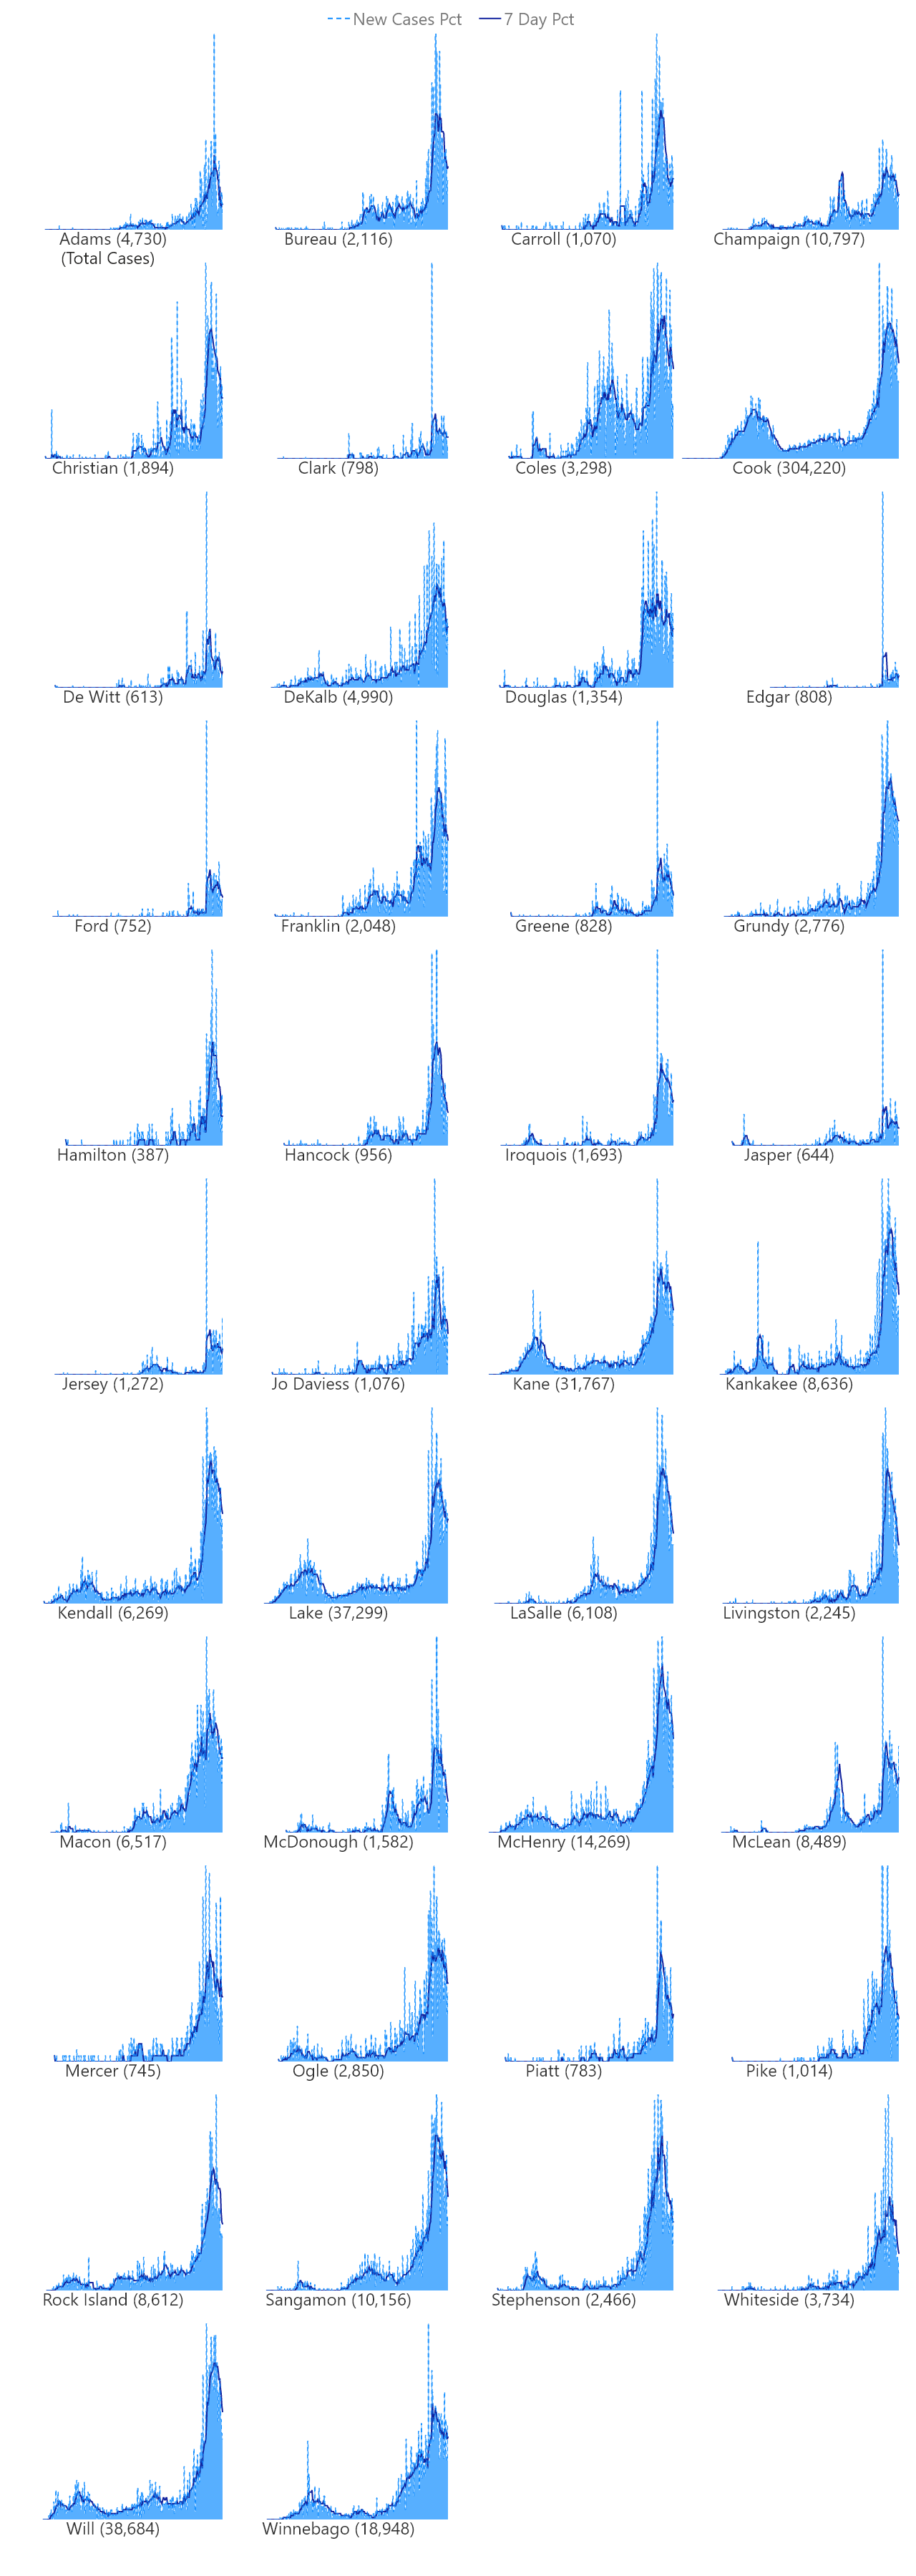 New Cases Pct 7 Day Pct
Adams (4,730) Bureau (2,116) Carroll (1,070) Champaign (10,797)
(Total Cases)
Christian (1,894) Clark (798) Coles (3,298) Cook (304,220)
De Witt (613) DeKalb (4,990) Douglas (1,354) Edgar (808)
Ford (752) Franklin (2,048) Greene (828) Grundy (2,776)
Hamilton (387) Hancock (956) Iroquois (1,693) Jasper (644)
Jersey (1,272) Jo Daviess (1,076) Kane (31,767) Kankakee (8,636)
Kendall (6,269) Lake (37,299) LaSalle (6,108) Livingston (2,245)
Macon (6,517) McDonough (1,582) McHenry (14,269) McLean (8,489)
Mercer (745) Ogle (2,850) Piatt (783) Pike (1,014)
Rock Island (8,612) Sangamon (10,156) Stephenson (2,466) Whiteside (3,734)
Will (38,684) Winnebago (18,948)